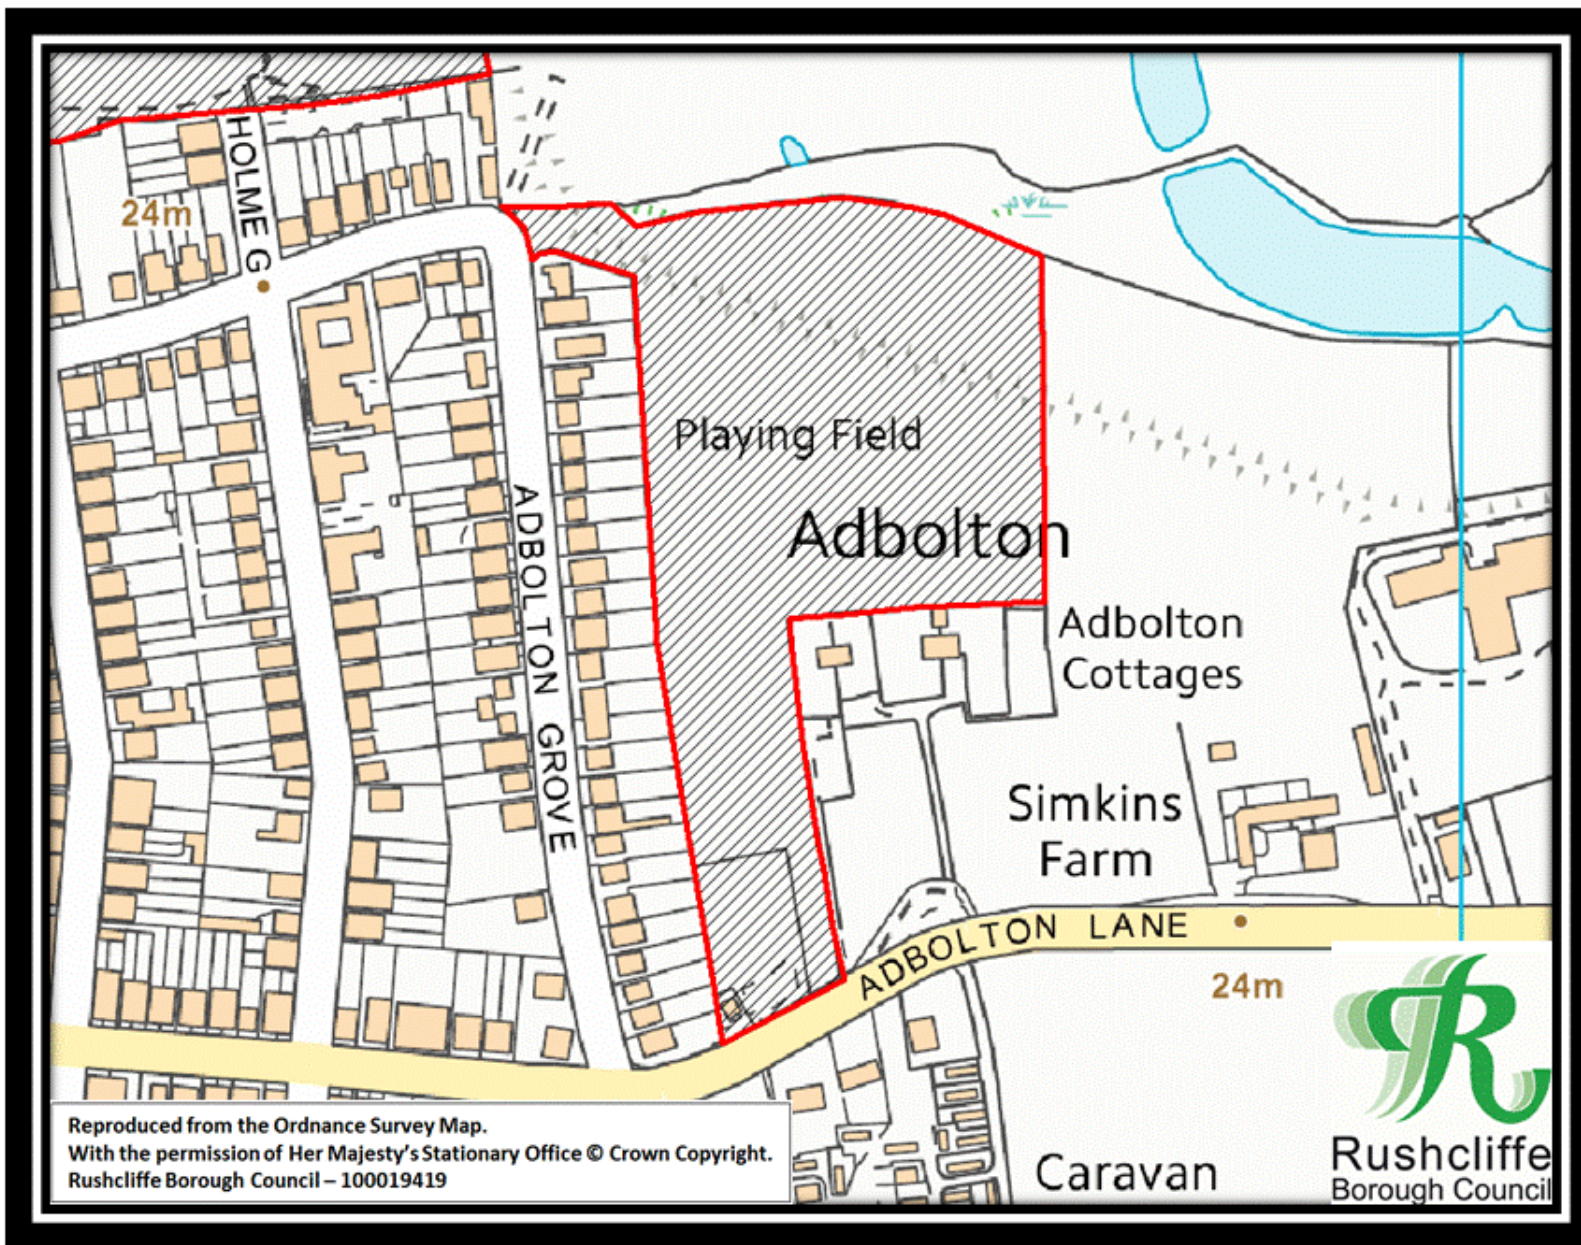 HOLME G
24m
Playing Field
Adbolton
ADBOLTON GROVE
Adbolton
Cottages
Simkins
Farm
ADBOLTON LANE
24m
Caravan
Reproduced from the Ordnance Survey Map.
With the permission of Her Majesty's Stationary Office © Crown Copyright.
Rushcliffe Borough Council – 100019419
R
Rushcliffe
Borough Council